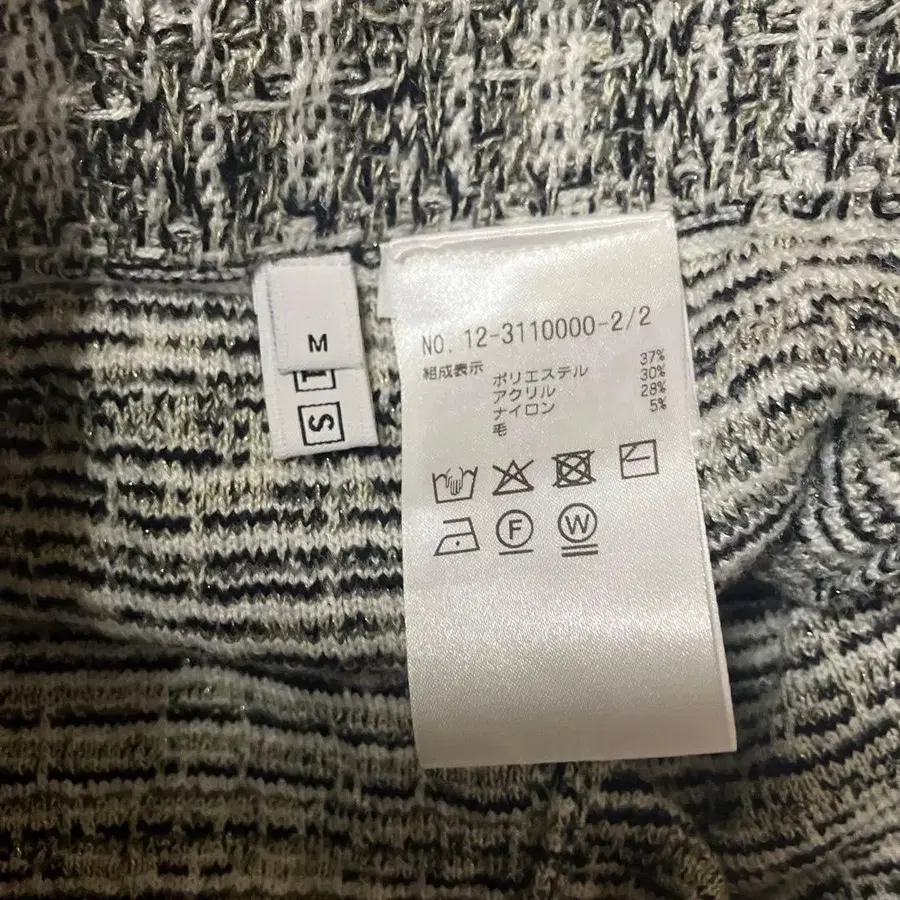 M
S
NO. 12-3110000-2/2
組成表示
ポリエステル 37%
アクリル 30%
ナイロン 28%
毛 5%
F W